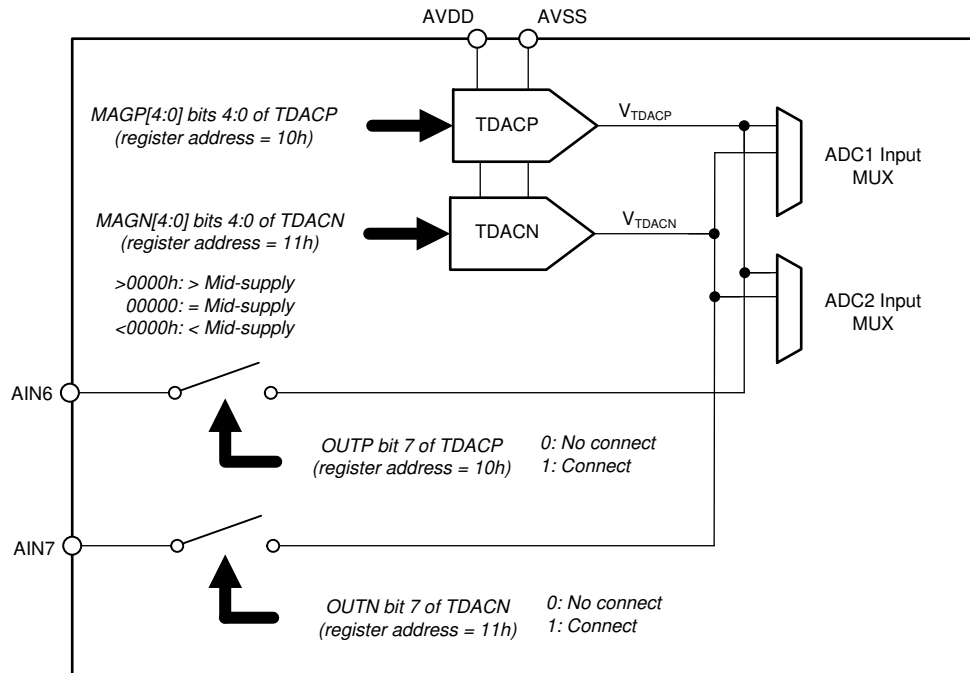 AVDD
AVSS
MAGP[4:0] bits 4:0 of TDACP
(register address = 10h)
TDACP
VTDACP
ADC1 Input
MUX
MAGN[4:0] bits 4:0 of TDACN
(register address = 11h)
TDACN
VTDACN
>0000h: > Mid-supply
00000: = Mid-supply
<0000h: < Mid-supply
ADC2 Input
MUX
AIN6
OUTP bit 7 of TDACP
(register address = 10h)
0: No connect
1: Connect
AIN7
OUTN bit 7 of TDACN
(register address = 11h)
0: No connect
1: Connect